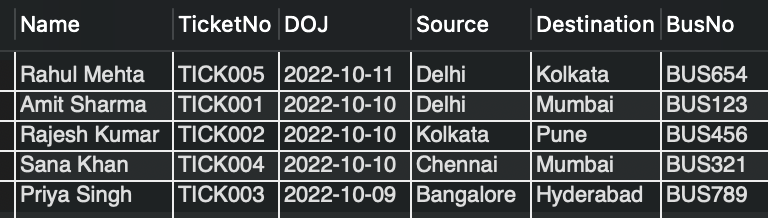 Name TicketNo DOJ Source Destination BusNo
Rahul Mehta TICK005 2022-10-11 Delhi Kolkata BUS654
Amit Sharma TICK001 2022-10-10 Delhi Mumbai BUS123
Rajesh Kumar TICK002 2022-10-10 Kolkata Pune BUS456
Sana Khan TICK004 2022-10-10 Chennai Mumbai BUS321
Priya Singh TICK003 2022-10-09 Bangalore Hyderabad BUS789